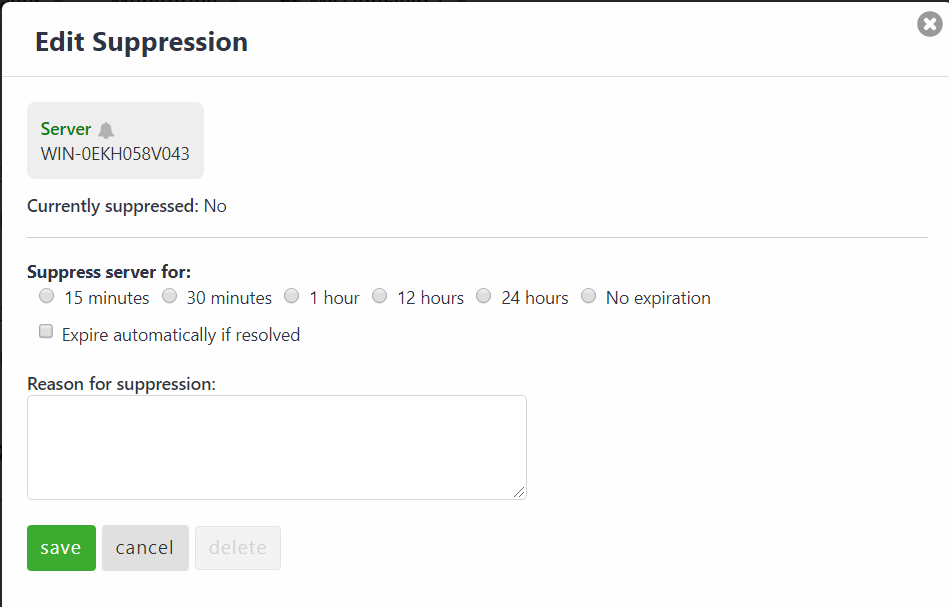 Edit Suppression
Server
WIN-0EKH058V043
Currently suppressed: No
Suppress server for:
15 minutes 30 minutes 1 hour 12 hours 24 hours No expiration
Expire automatically if resolved
Reason for suppression:
save cancel delete